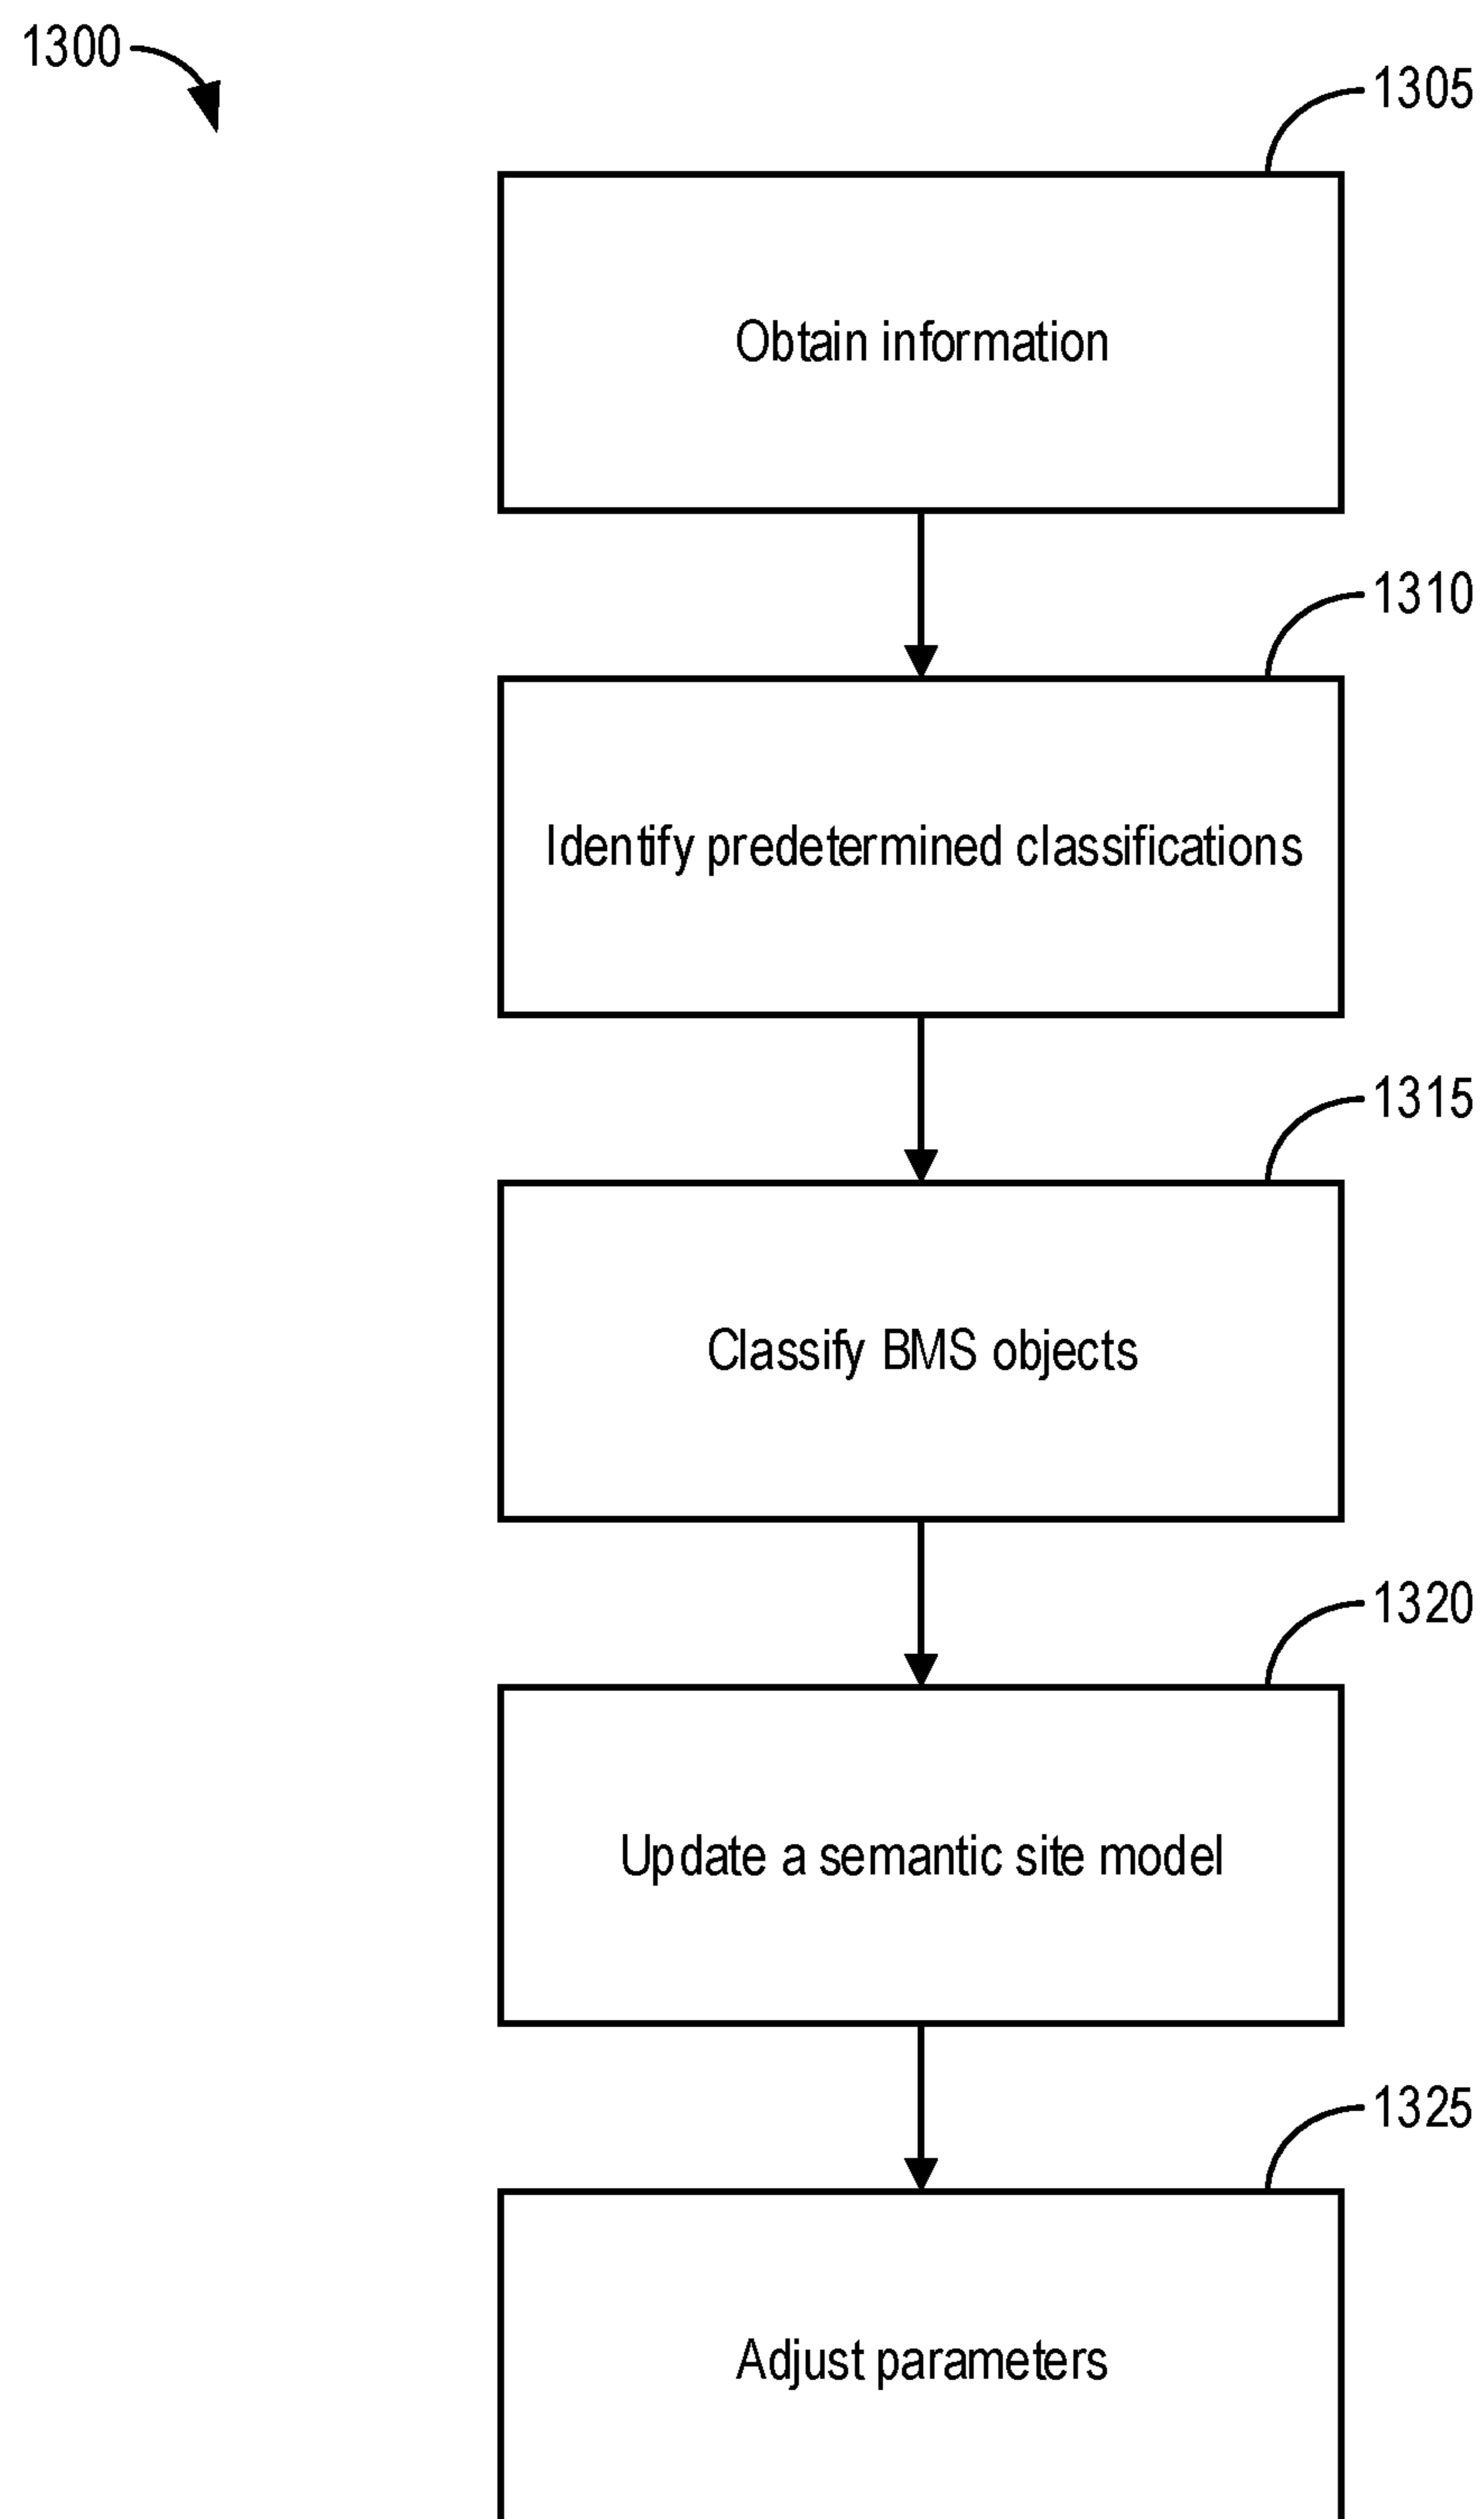 1300
1305
Obtain information
1310
Identify predetermined classifications
1315
Classify BMS objects
1320
Update a semantic site model
1325
Adjust parameters